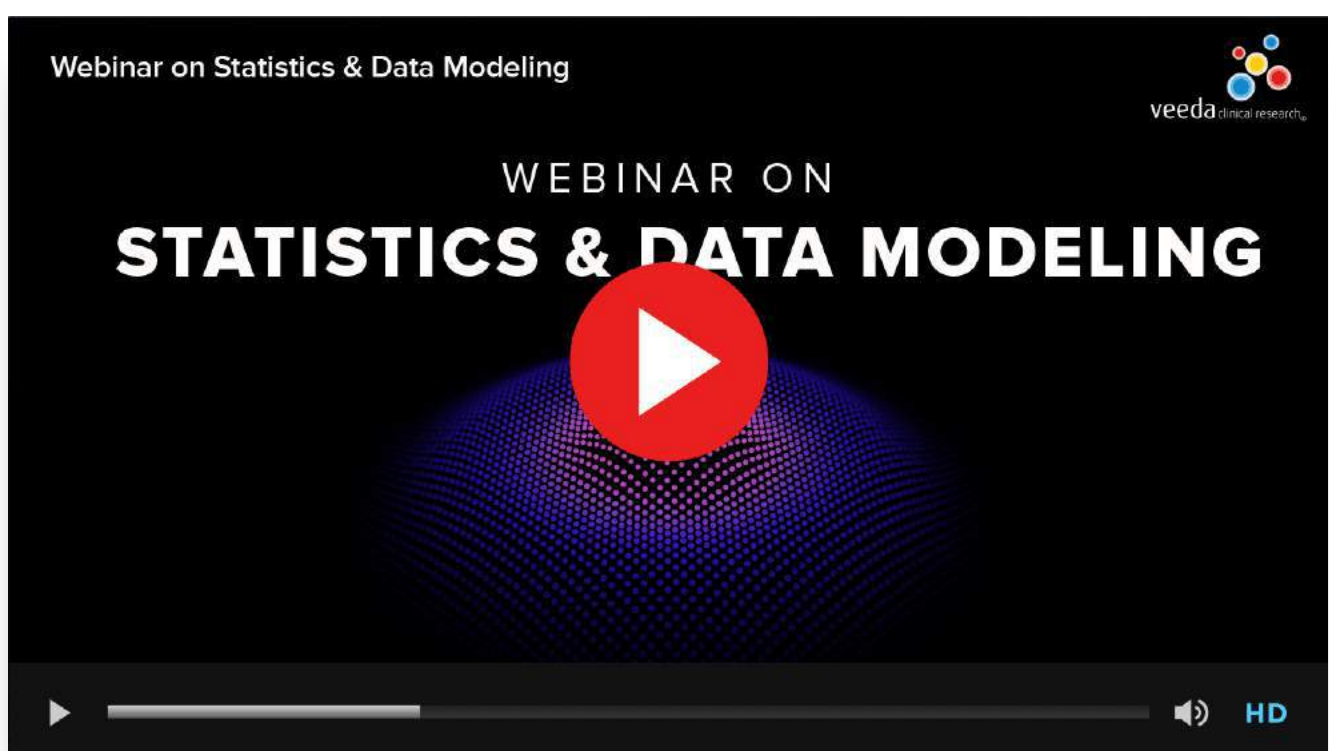 Webinar on Statistics & Data Modeling
veeda clinical research
WEBINAR ON
STATISTICS & DATA MODELING
HD